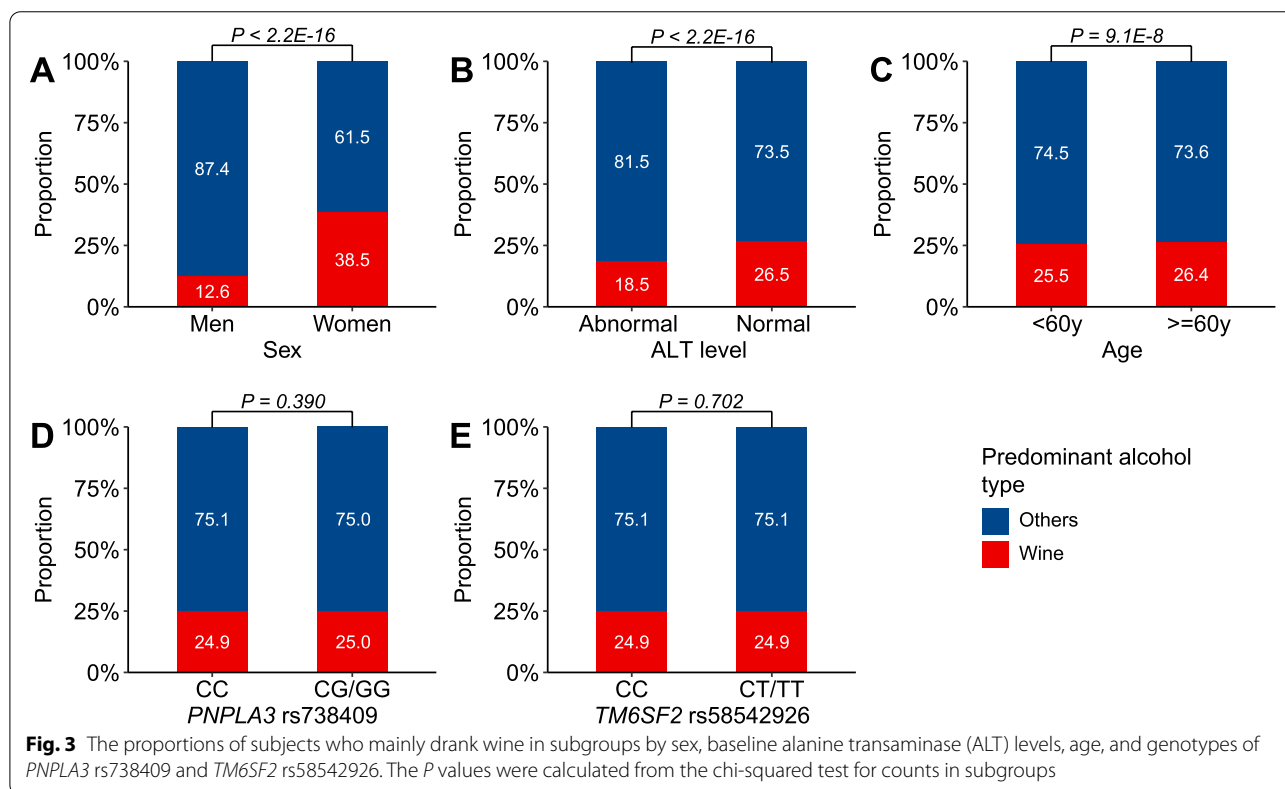 A
P < 2.2E-16
100%
75%
50%
25%
0%
Proportion
87.4
12.6
61.5
38.5
Men
Women
Sex
B
P < 2.2E-16
100%
75%
50%
25%
0%
Proportion
81.5
18.5
73.5
26.5
Abnormal
Normal
ALT level
C
P = 9.1E-8
100%
75%
50%
25%
0%
Proportion
74.5
25.5
73.6
26.4
<60y
>=60y
Age
D
P = 0.390
100%
75%
50%
25%
0%
Proportion
75.1
24.9
75.0
25.0
CC
CG/GG
PNPLA3 rs738409
E
P = 0.702
100%
75%
50%
25%
0%
Proportion
75.1
24.9
75.1
24.9
CC
CT/TT
TM6SF2 rs58542926
Predominant alcohol
type
Others
Wine
Fig. 3 The proportions of subjects who mainly drank wine in subgroups by sex, baseline alanine transaminase (ALT) levels, age, and genotypes of
PNPLA3 rs738409 and TM6SF2 rs58542926. The P values were calculated from the chi-squared test for counts in subgroups